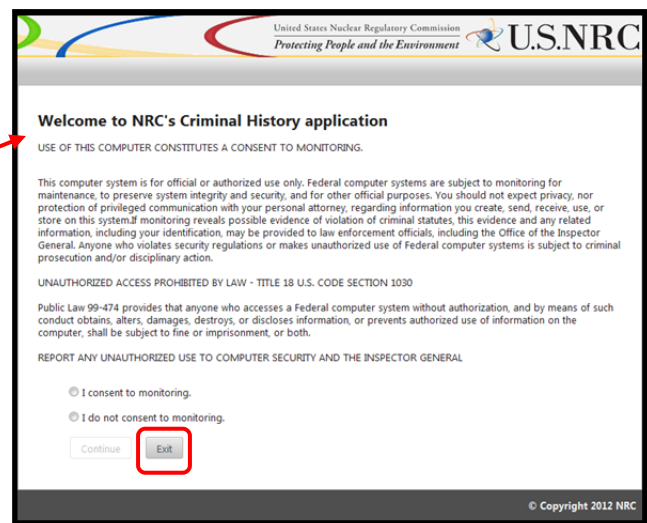 United States Nuclear Regulatory Commission
Protecting People and the Environment
U.S.NRC
Welcome to NRC's Criminal History application
USE OF THIS COMPUTER CONSTITUTES A CONSENT TO MONITORING.
This computer system is for official or authorized use only. Federal computer systems are subject to monitoring for
maintenance, to preserve system integrity and security, and for other official purposes. You should not expect privacy, nor
protection of privileged communication with your personal attorney, regarding information you create, send, receive, use, or
store on this system.If monitoring reveals possible evidence of violation of criminal statutes, this evidence and any related
information, including your identification, may be provided to law enforcement officials, including the Office of the Inspector
General. Anyone who violates security regulations or makes unauthorized use of Federal computer systems is subject to criminal
prosecution and/or disciplinary action.
UNAUTHORIZED ACCESS PROHIBITED BY LAW - TITLE 18 U.S. CODE SECTION 1030
Public Law 99-474 provides that anyone who accesses a Federal computer system without authorization, and by means of such
conduct obtains, alters, damages, destroys, or discloses information, or prevents authorized use of information on the
computer, shall be subject to fine or imprisonment, or both.
REPORT ANY UNAUTHORIZED USE TO COMPUTER SECURITY AND THE INSPECTOR GENERAL
I consent to monitoring.
I do not consent to monitoring.
Continue Exit
© Copyright 2012 NRC